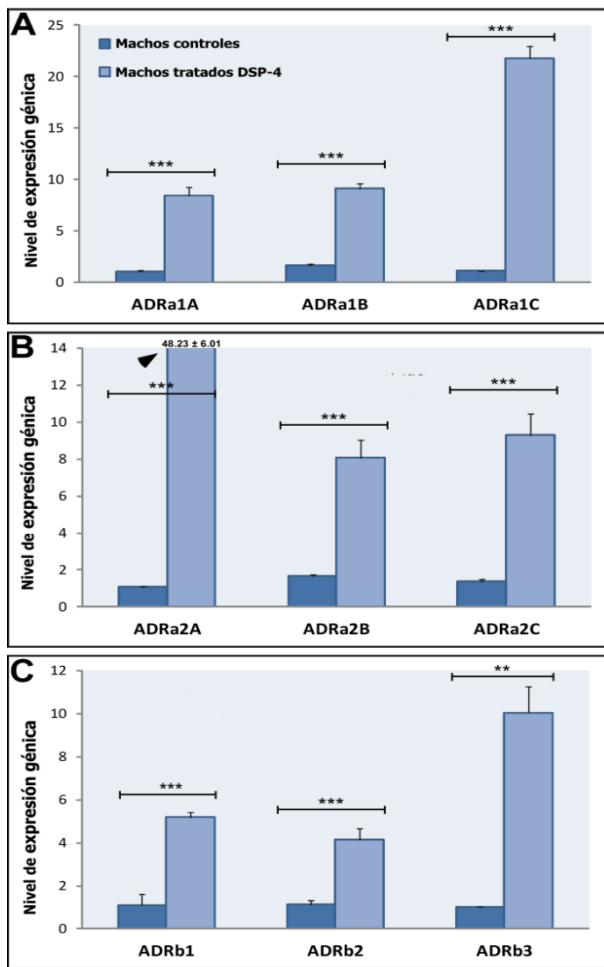 A
Machos controles
Machos tratados DSP-4
Nivel de expresión génica
25
20
15
10
5
0
***
***
***
ADRa1A ADRa1B ADRa1C
B
48.23 ± 6.01
Nivel de expresión génica
14
12
10
8
6
4
2
0
***
***
***
ADRa2A ADRa2B ADRa2C
C
Nivel de expresión génica
12
10
8
6
4
2
0
***
***
**
ADRb1 ADRb2 ADRb3